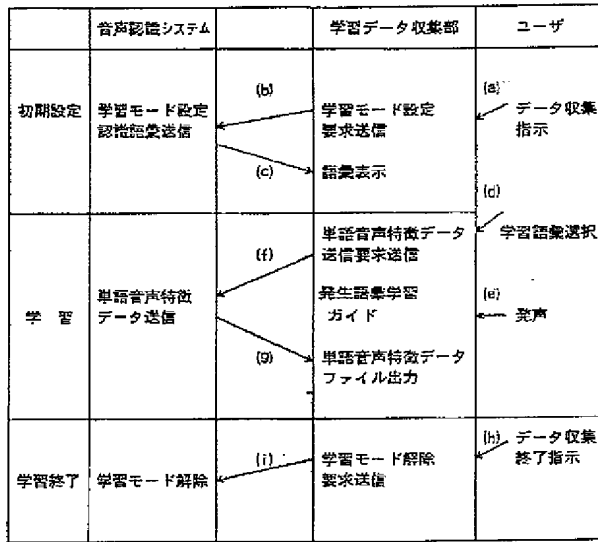 音声認識システム 学習データ収集部 ユーザ
初期設定
学習モード設定
認識語彙送信
(b)
(c)
学習モード設定
要求送信
語彙表示
(a)
データ収集
指示
(d)
学習語彙選択
学 習
単語音声特徴
データ送信
(f)
(g)
単語音声特徴データ
送信要求送信
発生語彙学習
ガイド
単語音声特徴データ
ファイル出力
(e)
発声
学習終了
学習モード解除
(i)
学習モード解除
要求送信
(h)
データ収集
終了指示